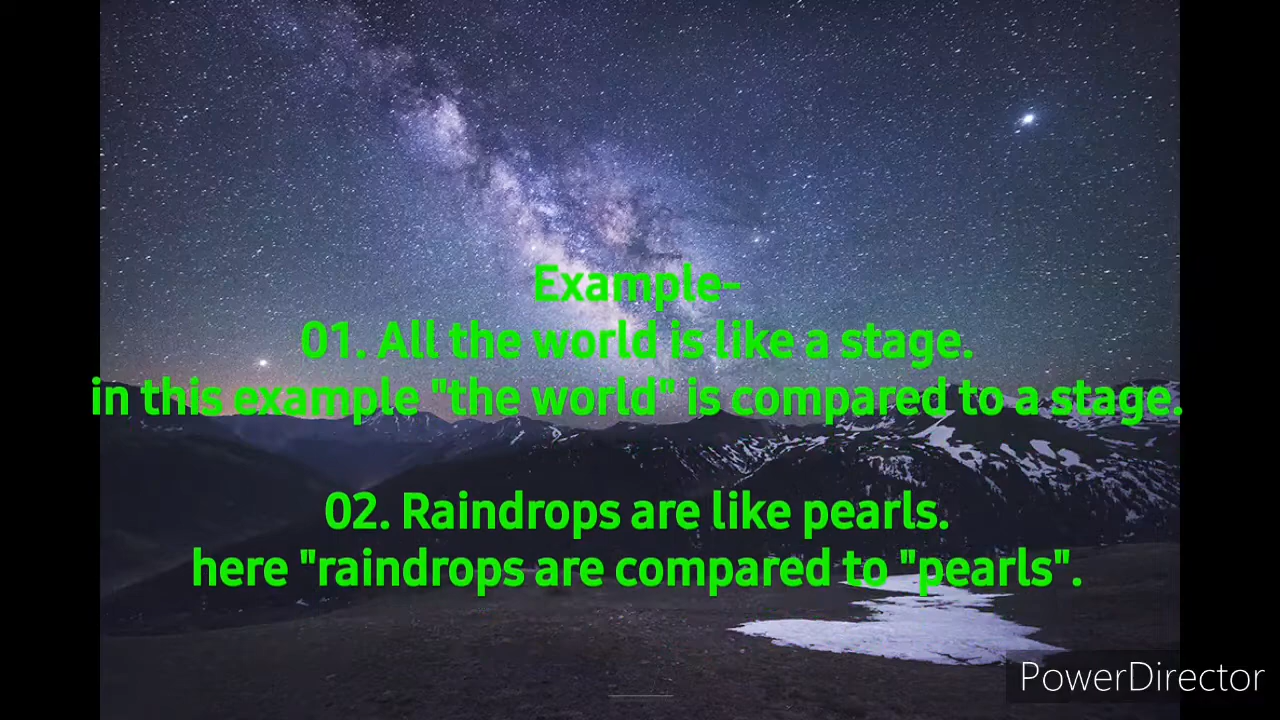 Example-
01. All the world is like a stage.
in this example "the world" is compared to a stage.
02. Raindrops are like pearls.
here "raindrops are compared to "pearls".
PowerDirector